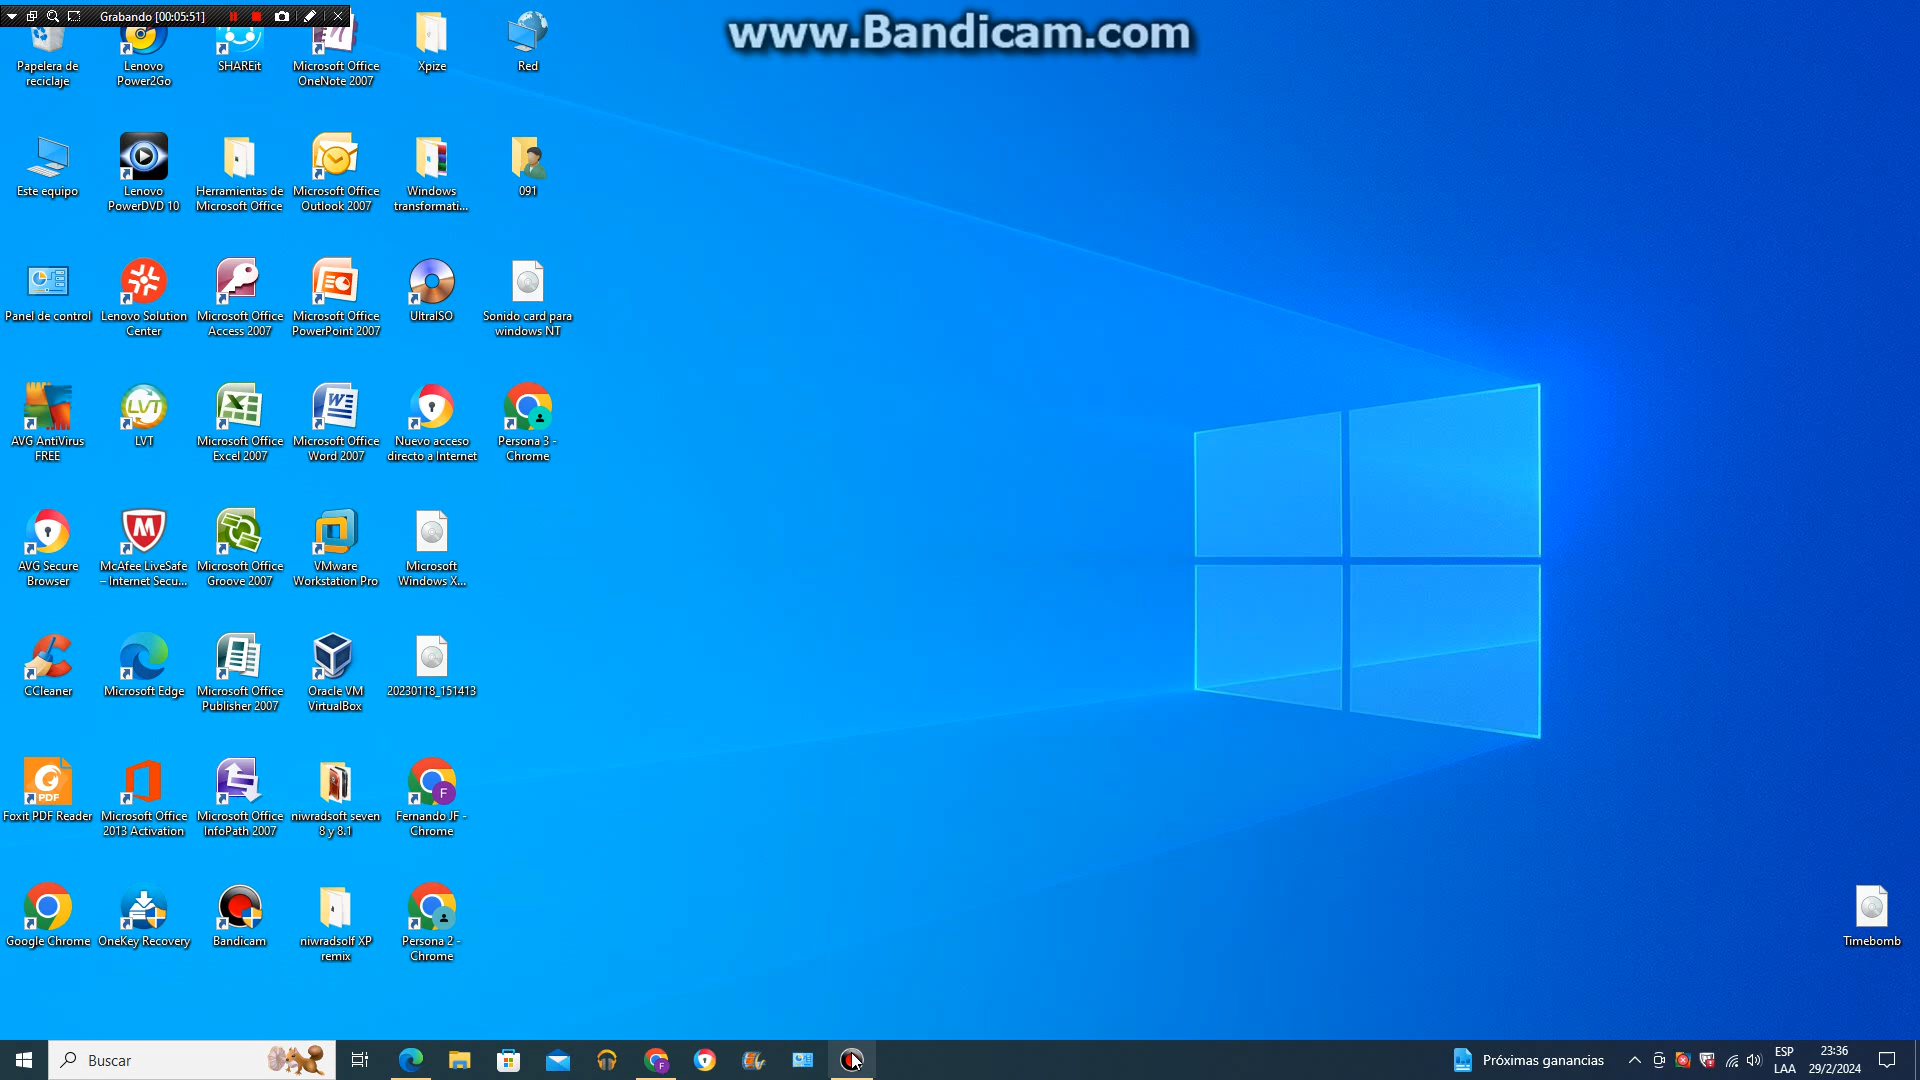 Grabando [00:05:51]
www.Bandicam.com
Papelera de
reciclaje
Lenovo
Power2Go
SHAREit
Microsoft Office
OneNote 2007
Xpize
Red
Este equipo
Lenovo
PowerDVD 10
Herramientas de
Microsoft Office
Microsoft Office
Outlook 2007
Windows
transformati...
091
Panel de control
Lenovo Solution
Center
Microsoft Office
Access 2007
Microsoft Office
PowerPoint 2007
UltraISO
Sonido card para
windows NT
AVG AntiVirus
FREE
LVT
LVT
Microsoft Office
Excel 2007
Microsoft Office
Word 2007
Nuevo acceso
directo a Internet
Persona 3 -
Chrome
AVG Secure
Browser
McAfee LiveSafe
– Internet Secu...
Microsoft Office
Groove 2007
VMware
Workstation Pro
Microsoft
Windows X...
CCleaner
Microsoft Edge
Microsoft Office
Publisher 2007
Oracle VM
VirtualBox
20230118_151413
PDF
Foxit PDF Reader
Microsoft Office
2013 Activation
Microsoft Office
InfoPath 2007
niwradsoft seven
8 y 8.1
F
Fernando JF -
Chrome
Google Chrome
OneKey Recovery
Bandicam
niwradsolf XP
remix
Persona 2 -
Chrome
Timebomb
Buscar
F
Próximas ganancias
ESP
LAA
23:36
29/2/2024